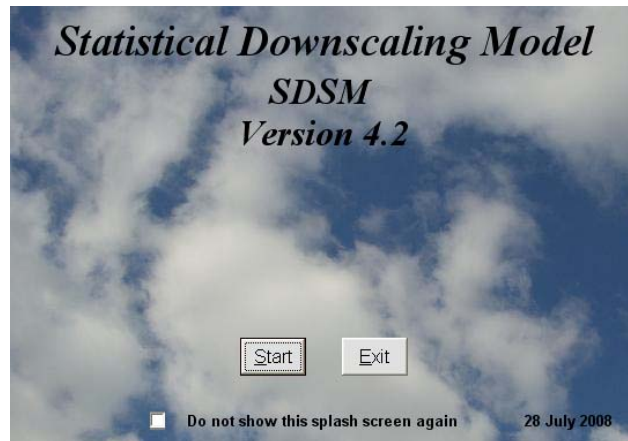 Statistical Downscaling Model
SDSM
Version 4.2
Start Exit
Do not show this splash screen again 28 July 2008